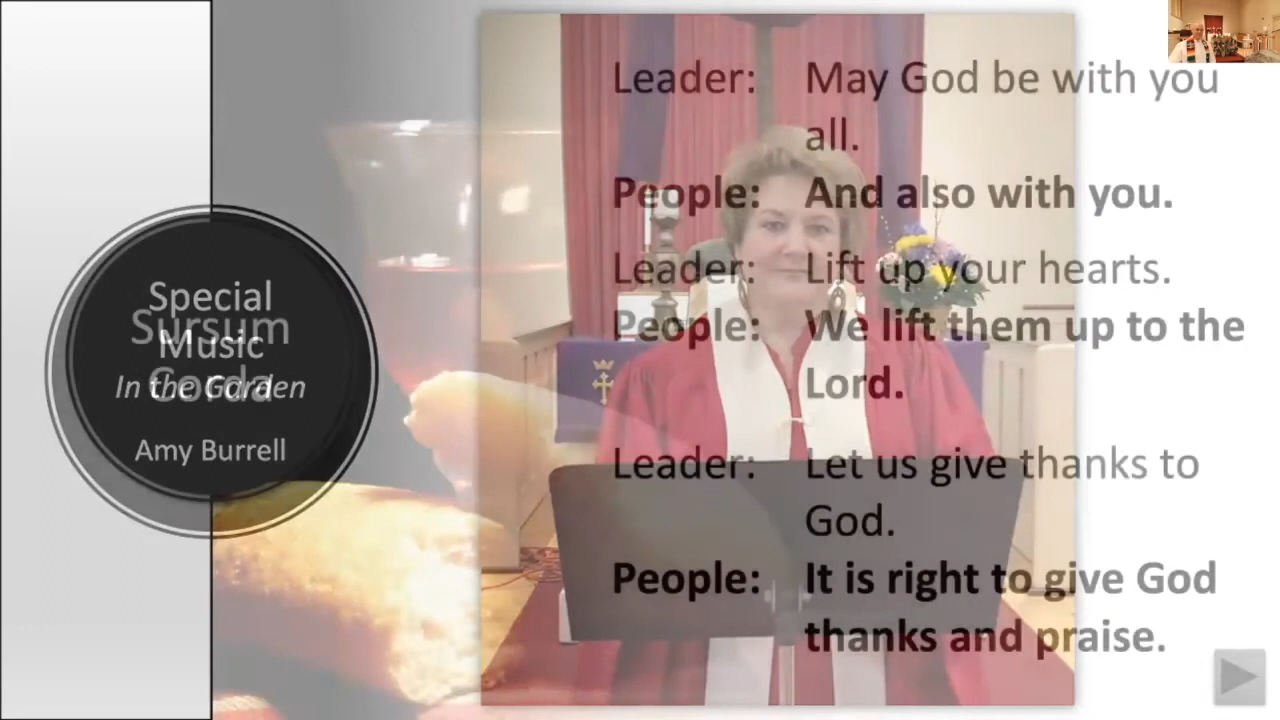 Special
Music
In the Garden
Amy Burrell
Sursum
Corda
Leader: May God be with you
all.
People: And also with you.
Leader: Lift up your hearts.
People: We lift them up to the
Lord.
Leader: Let us give thanks to
God.
People: It is right to give God
thanks and praise.